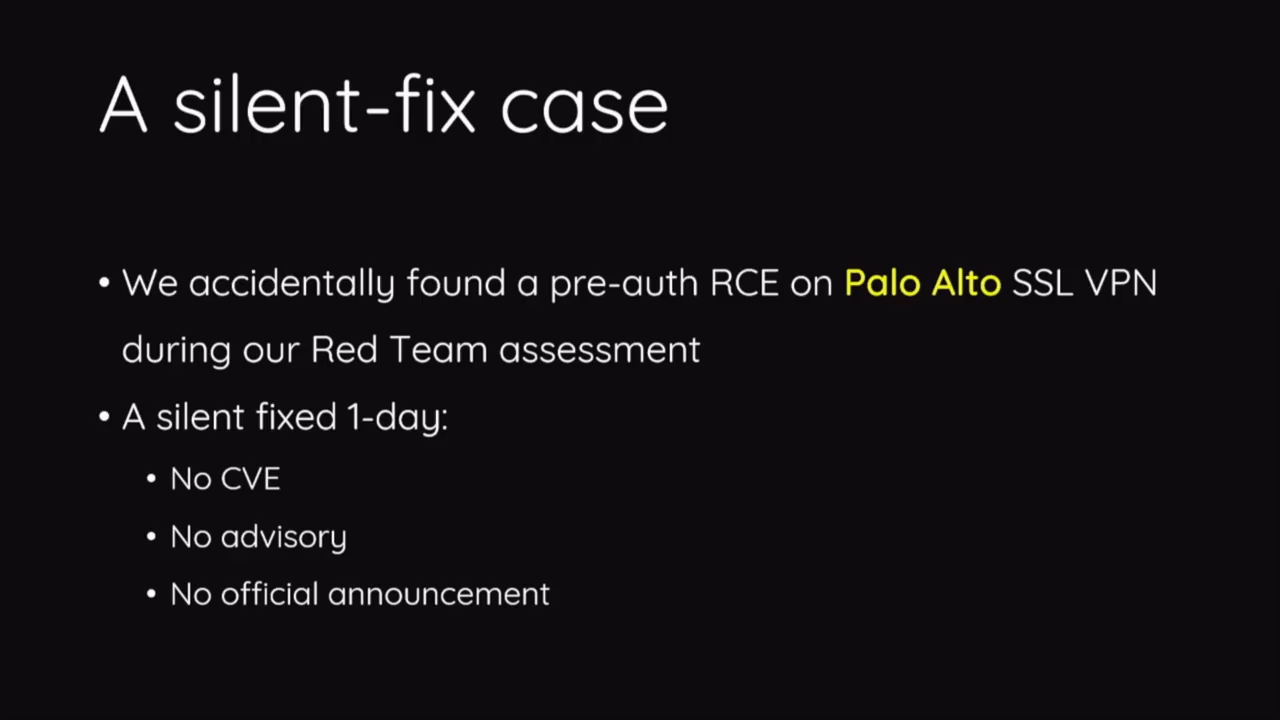 A silent-fix case
• We accidentally found a pre-auth RCE on Palo Alto SSL VPN
during our Red Team assessment
• A silent fixed 1-day:
• No CVE
• No advisory
• No official announcement